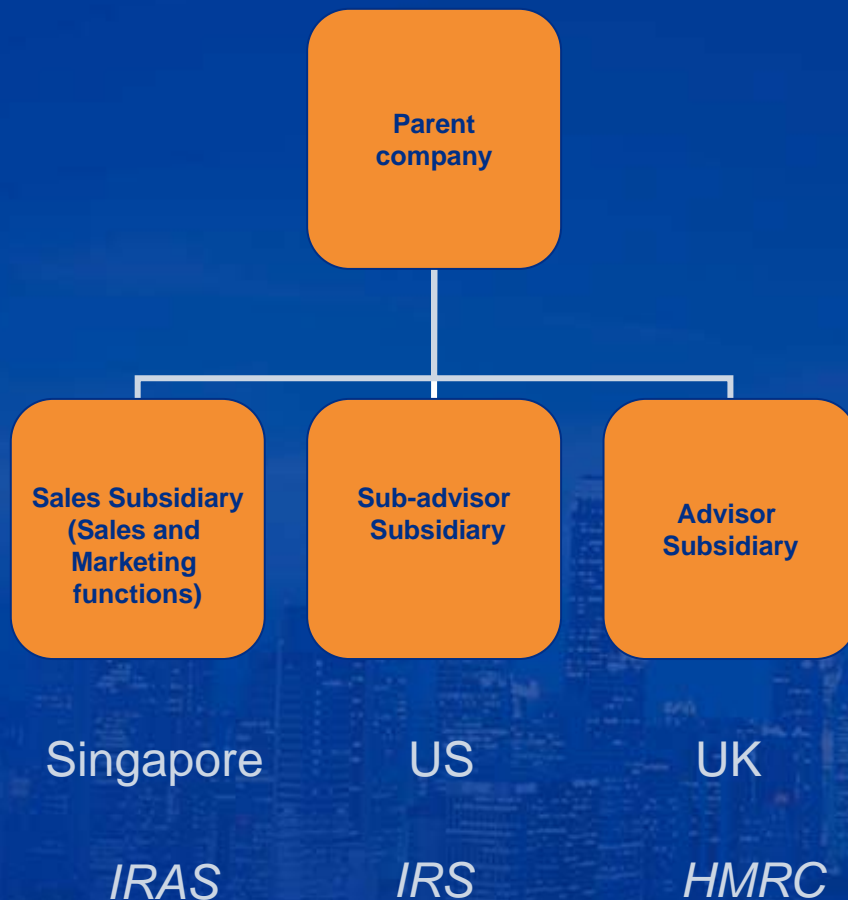 Parent
company
Sales Subsidiary
(Sales and
Marketing
functions)
Sub-advisor
Subsidiary
Advisor
Subsidiary
Singapore
US
UK
IRAS
IRS
HMRC